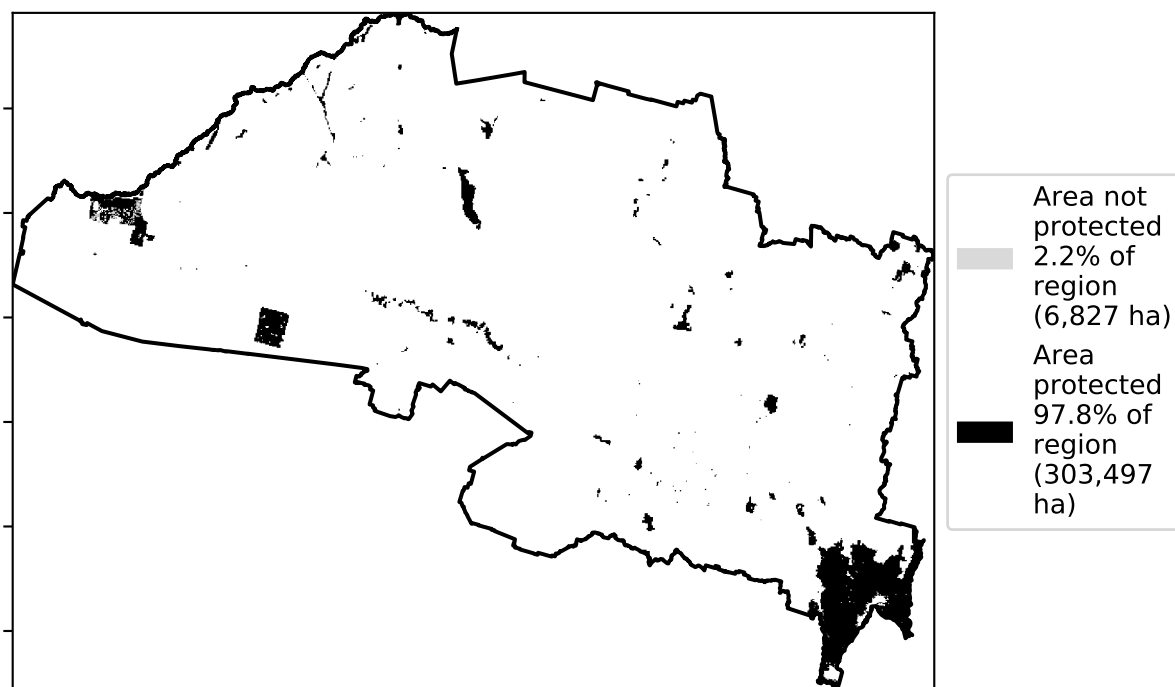 Area not
protected
2.2% of
region
(6,827 ha)
Area
protected
97.8% of
region
(303,497
ha)